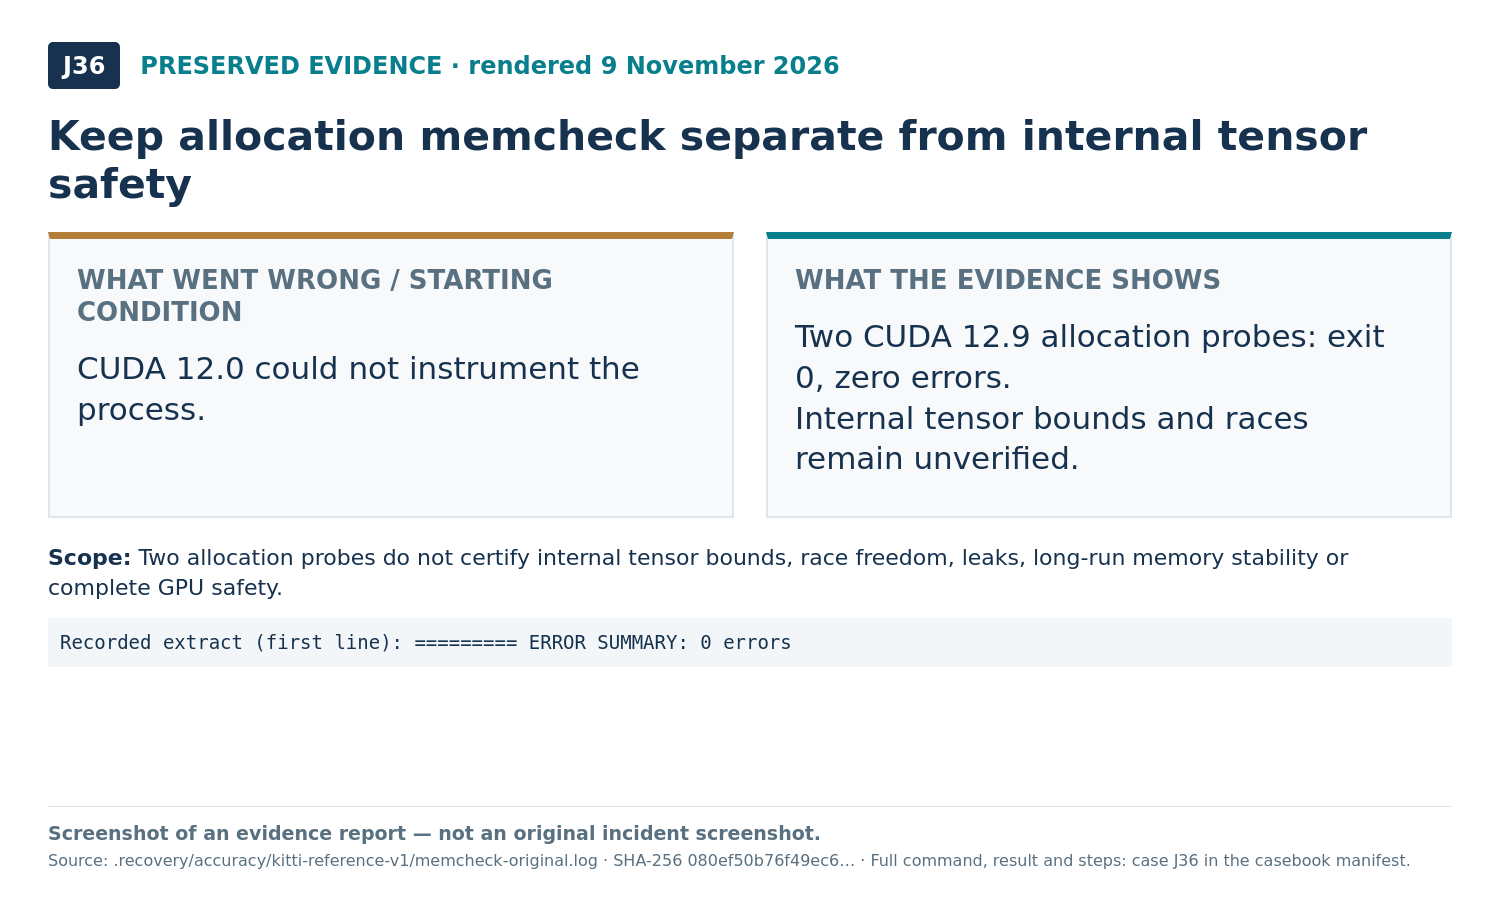 J36
PRESERVED EVIDENCE · rendered 9 November 2026
Keep allocation memcheck separate from internal tensor
safety
WHAT WENT WRONG / STARTING
CONDITION
CUDA 12.0 could not instrument the
process.
WHAT THE EVIDENCE SHOWS
Two CUDA 12.9 allocation probes: exit
0, zero errors.
Internal tensor bounds and races
remain unverified.
Scope: Two allocation probes do not certify internal tensor bounds, race freedom, leaks, long-run memory stability or
complete GPU safety.
Recorded extract (first line): ========= ERROR SUMMARY: 0 errors
Screenshot of an evidence report — not an original incident screenshot.
Source: .recovery/accuracy/kitti-reference-v1/memcheck-original.log · SHA-256 080ef50b76f49ec6… · Full command, result and steps: case J36 in the casebook manifest.